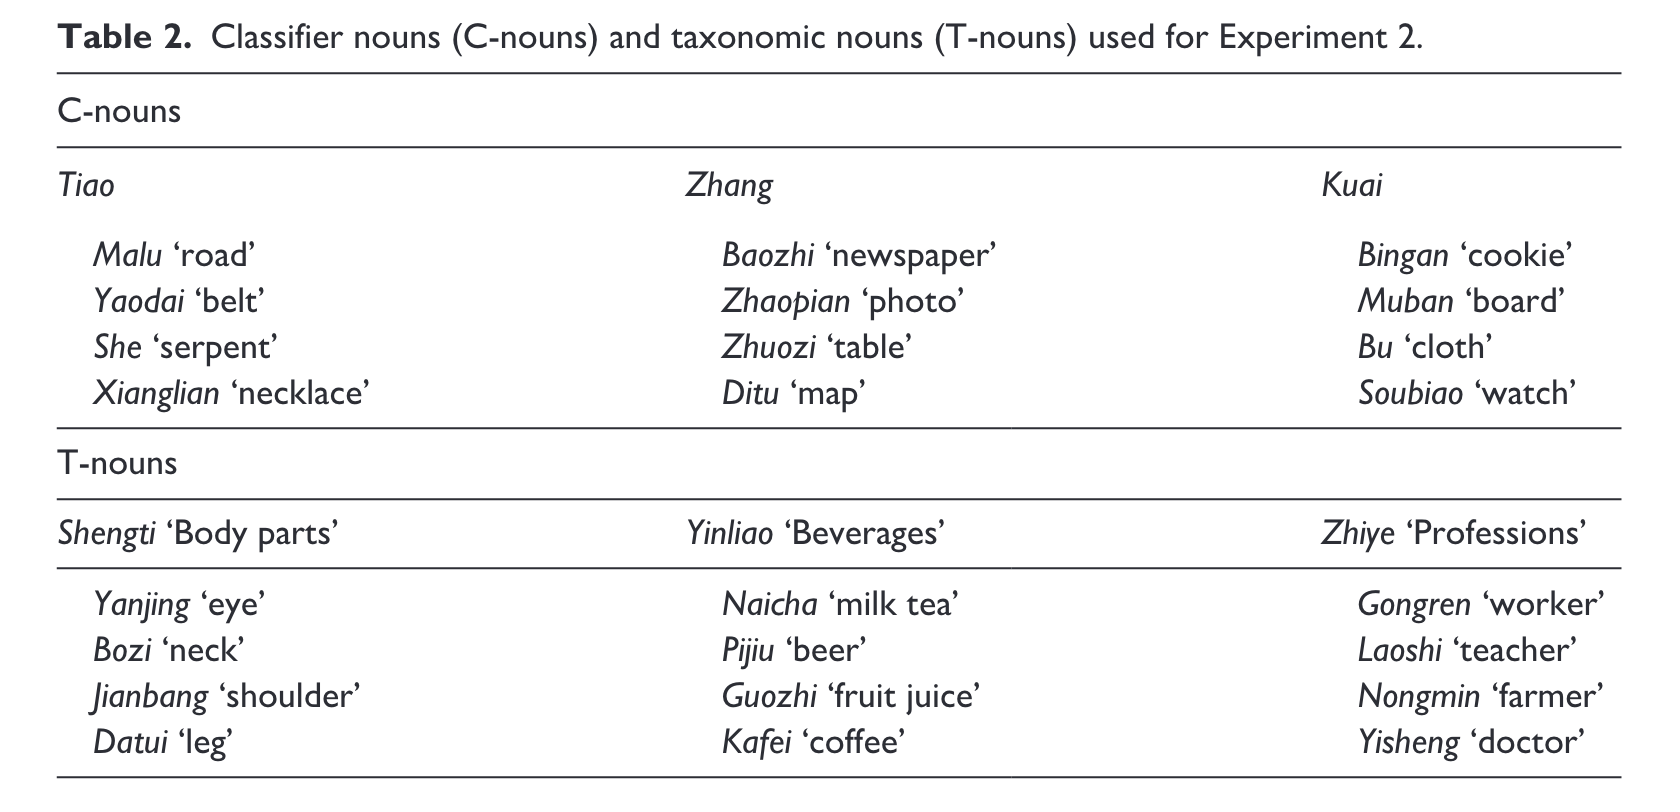 Table 2. Classifier nouns (C-nouns) and taxonomic nouns (T-nouns) used for Experiment 2.
C-nouns
Tiao Zhang Kuai
Malu ‘road’ Baozhi ‘newspaper’ Bingan ‘cookie’
Yaodai ‘belt’ Zhaopian ‘photo’ Muban ‘board’
She ‘serpent’ Zhuozi ‘table’ Bu ‘cloth’
Xianglian ‘necklace’ Ditu ‘map’ Soubiao ‘watch’
T-nouns
Shengti ‘Body parts’ Yinliao ‘Beverages’ Zhiye ‘Professions’
Yanjing ‘eye’ Naicha ‘milk tea’ Gongren ‘worker’
Bozi ‘neck’ Pijiu ‘beer’ Laoshi ‘teacher’
Jianbang ‘shoulder’ Guozhi ‘fruit juice’ Nongmin ‘farmer’
Datui ‘leg’ Kafei ‘coffee’ Yisheng ‘doctor’